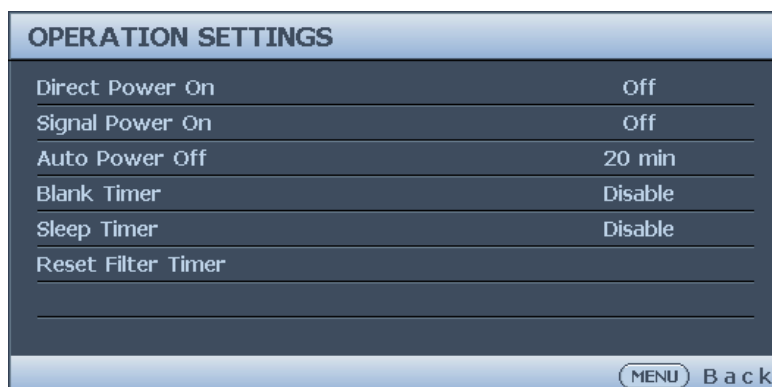 OPERATION SETTINGS
Direct Power On Off
Signal Power On Off
Auto Power Off 20 min
Blank Timer Disable
Sleep Timer Disable
Reset Filter Timer
MENU Back